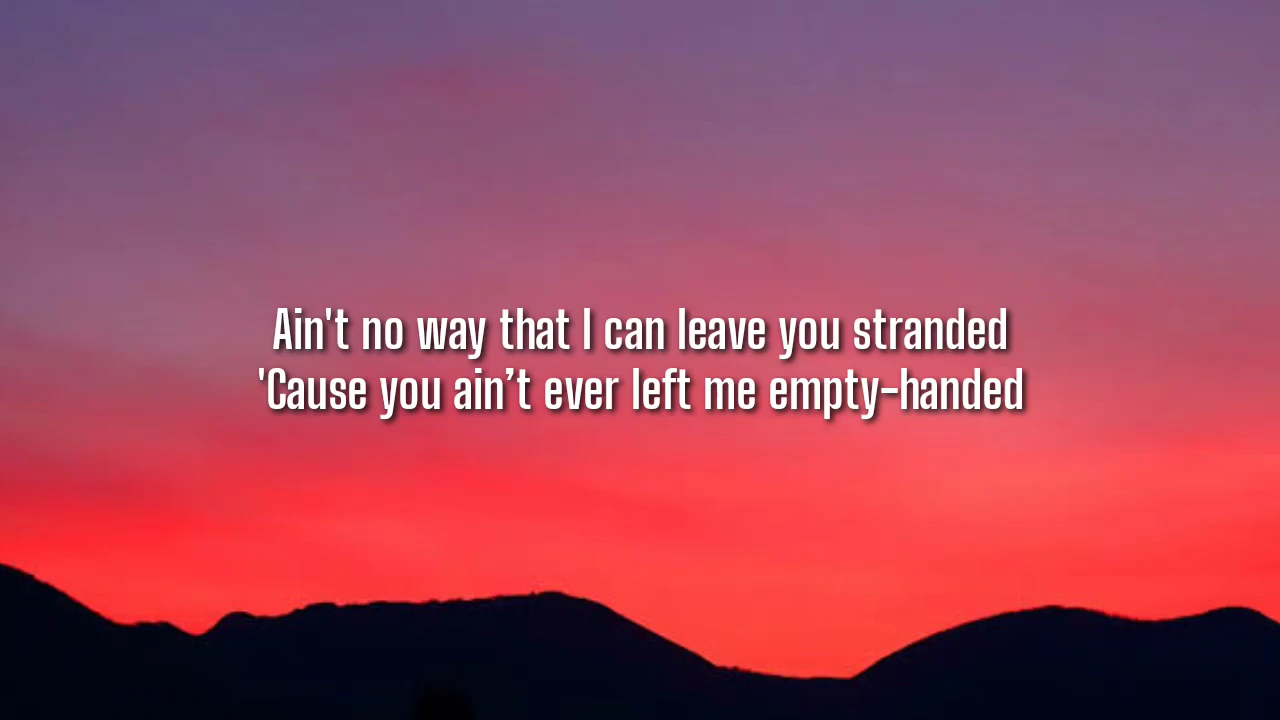 Ain't no way that I can leave you stranded
'Cause you ain’t ever left me empty-handed